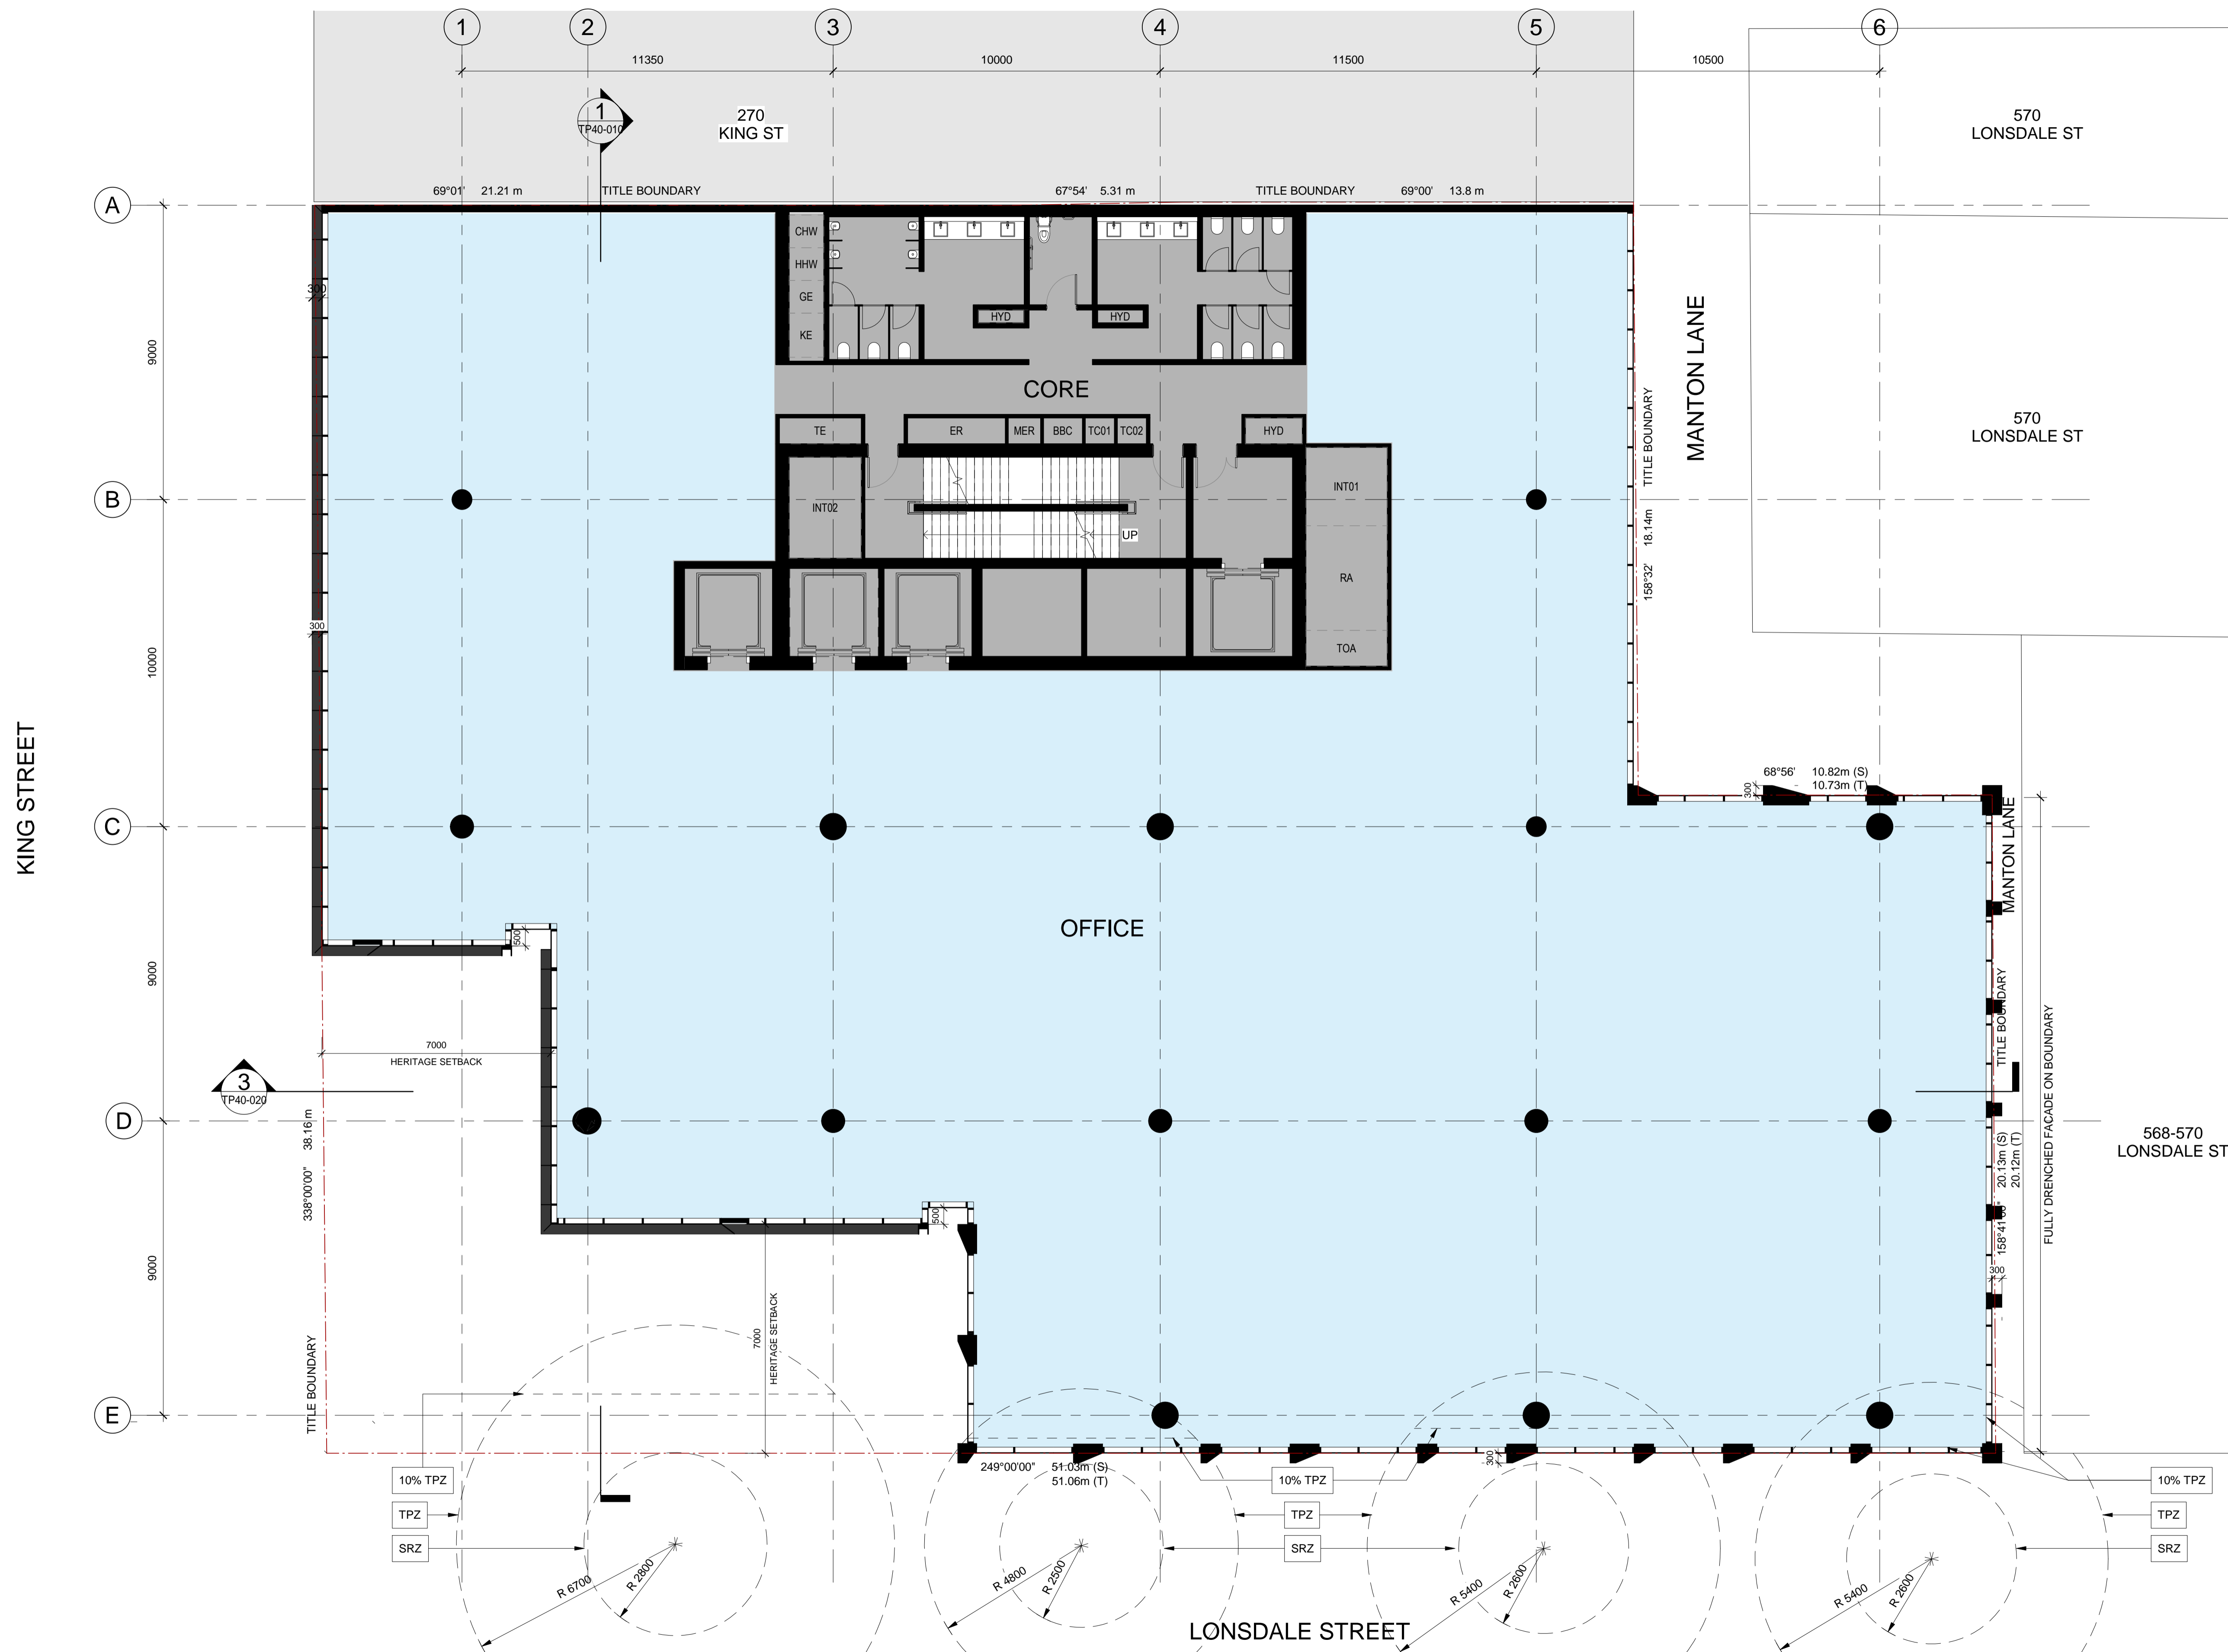 1
2
3
4
5
6
11350
10000
11500
10500
1
TP40-010
270
KING ST
570
LONSDALE ST
69°01' 21.21 m
TITLE BOUNDARY
67°54' 5.31 m
TITLE BOUNDARY
69°00' 13.8 m
A
CHW
HHW
GE
KE
HYD
HYD
300
9000
MANTON LANE
CORE
570
LONSDALE ST
TITLE BOUNDARY
TE
ER
MER
BBC
TC01
TC02
HYD
B
INT02
INT01
UP
158°32' 18.14m
RA
TOA
300
10000
KING STREET
68°56' 10.82m (S)
10.73m (T)
300
C
MANTON LANE
OFFICE
500
9000
TITLE BOUNDARY
FULLY DRENCHED FACADE ON BOUNDARY
7000
HERITAGE SETBACK
3
TP40-020
D
338°00'00" 38.16 m
568-570
LONSDALE ST
158°41'00" 20.13m (S)
20.12m (T)
500
9000
300
7000
HERITAGE SETBACK
TITLE BOUNDARY
E
249°00'00" 51.03m (S)
51.06m (T)
300
10% TPZ
TPZ
SRZ
10% TPZ
TPZ
SRZ
10% TPZ
TPZ
SRZ
R 6700
R 2800
R 4800
R 2500
R 5400
R 2600
R 5400
R 2600
LONSDALE STREET